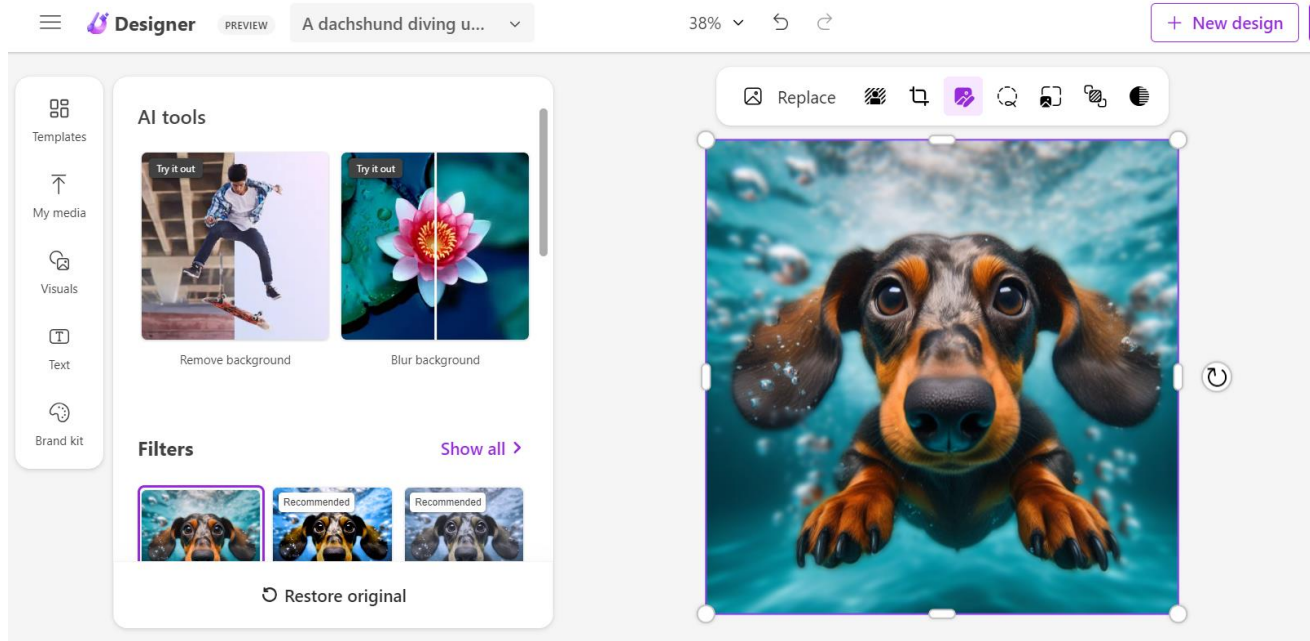 Designer PREVIEW A dachshund diving u... 38% + New design
Templates
My media
Visuals
Text
Brand kit
AI tools
Try it out
Try it out
Remove background
Blur background
Filters
Show all
Recommended
Recommended
Restore original
Replace